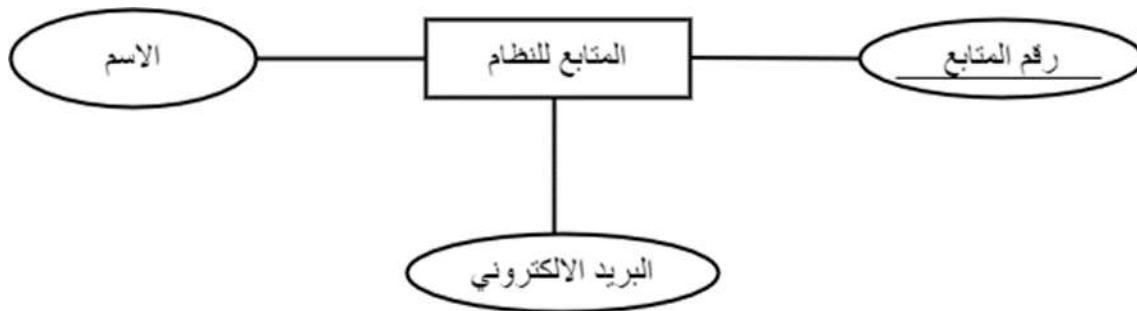 رقم المتابع
المتابع للنظام
الاسم
البريد الالكتروني